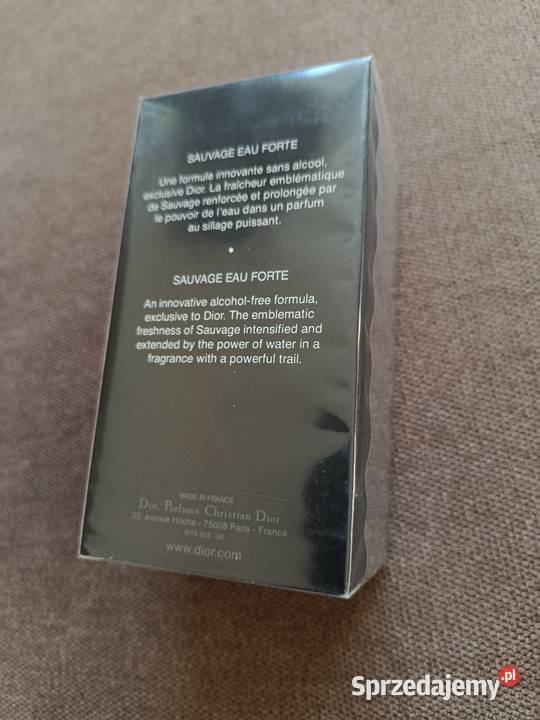 SAUVAGE EAU FORTE
Une formule innovante sans alcool,
exclusive Dior. La fraîcheur emblématique
de Sauvage renforcée et prolongée par
le pouvoir de l'eau dans un parfum
au sillage puissant.
SAUVAGE EAU FORTE
An innovative alcohol-free formula,
exclusive to Dior. The emblematic
freshness of Sauvage intensified and
extended by the power of water in a
fragrance with a powerful trail.
MADE IN FRANCE
Dist. Parfums Christian Dior
33, avenue Hoche - 75008 Paris - France
W1S 2UE, UK
www.dior.com
Sprzedajemy.pl